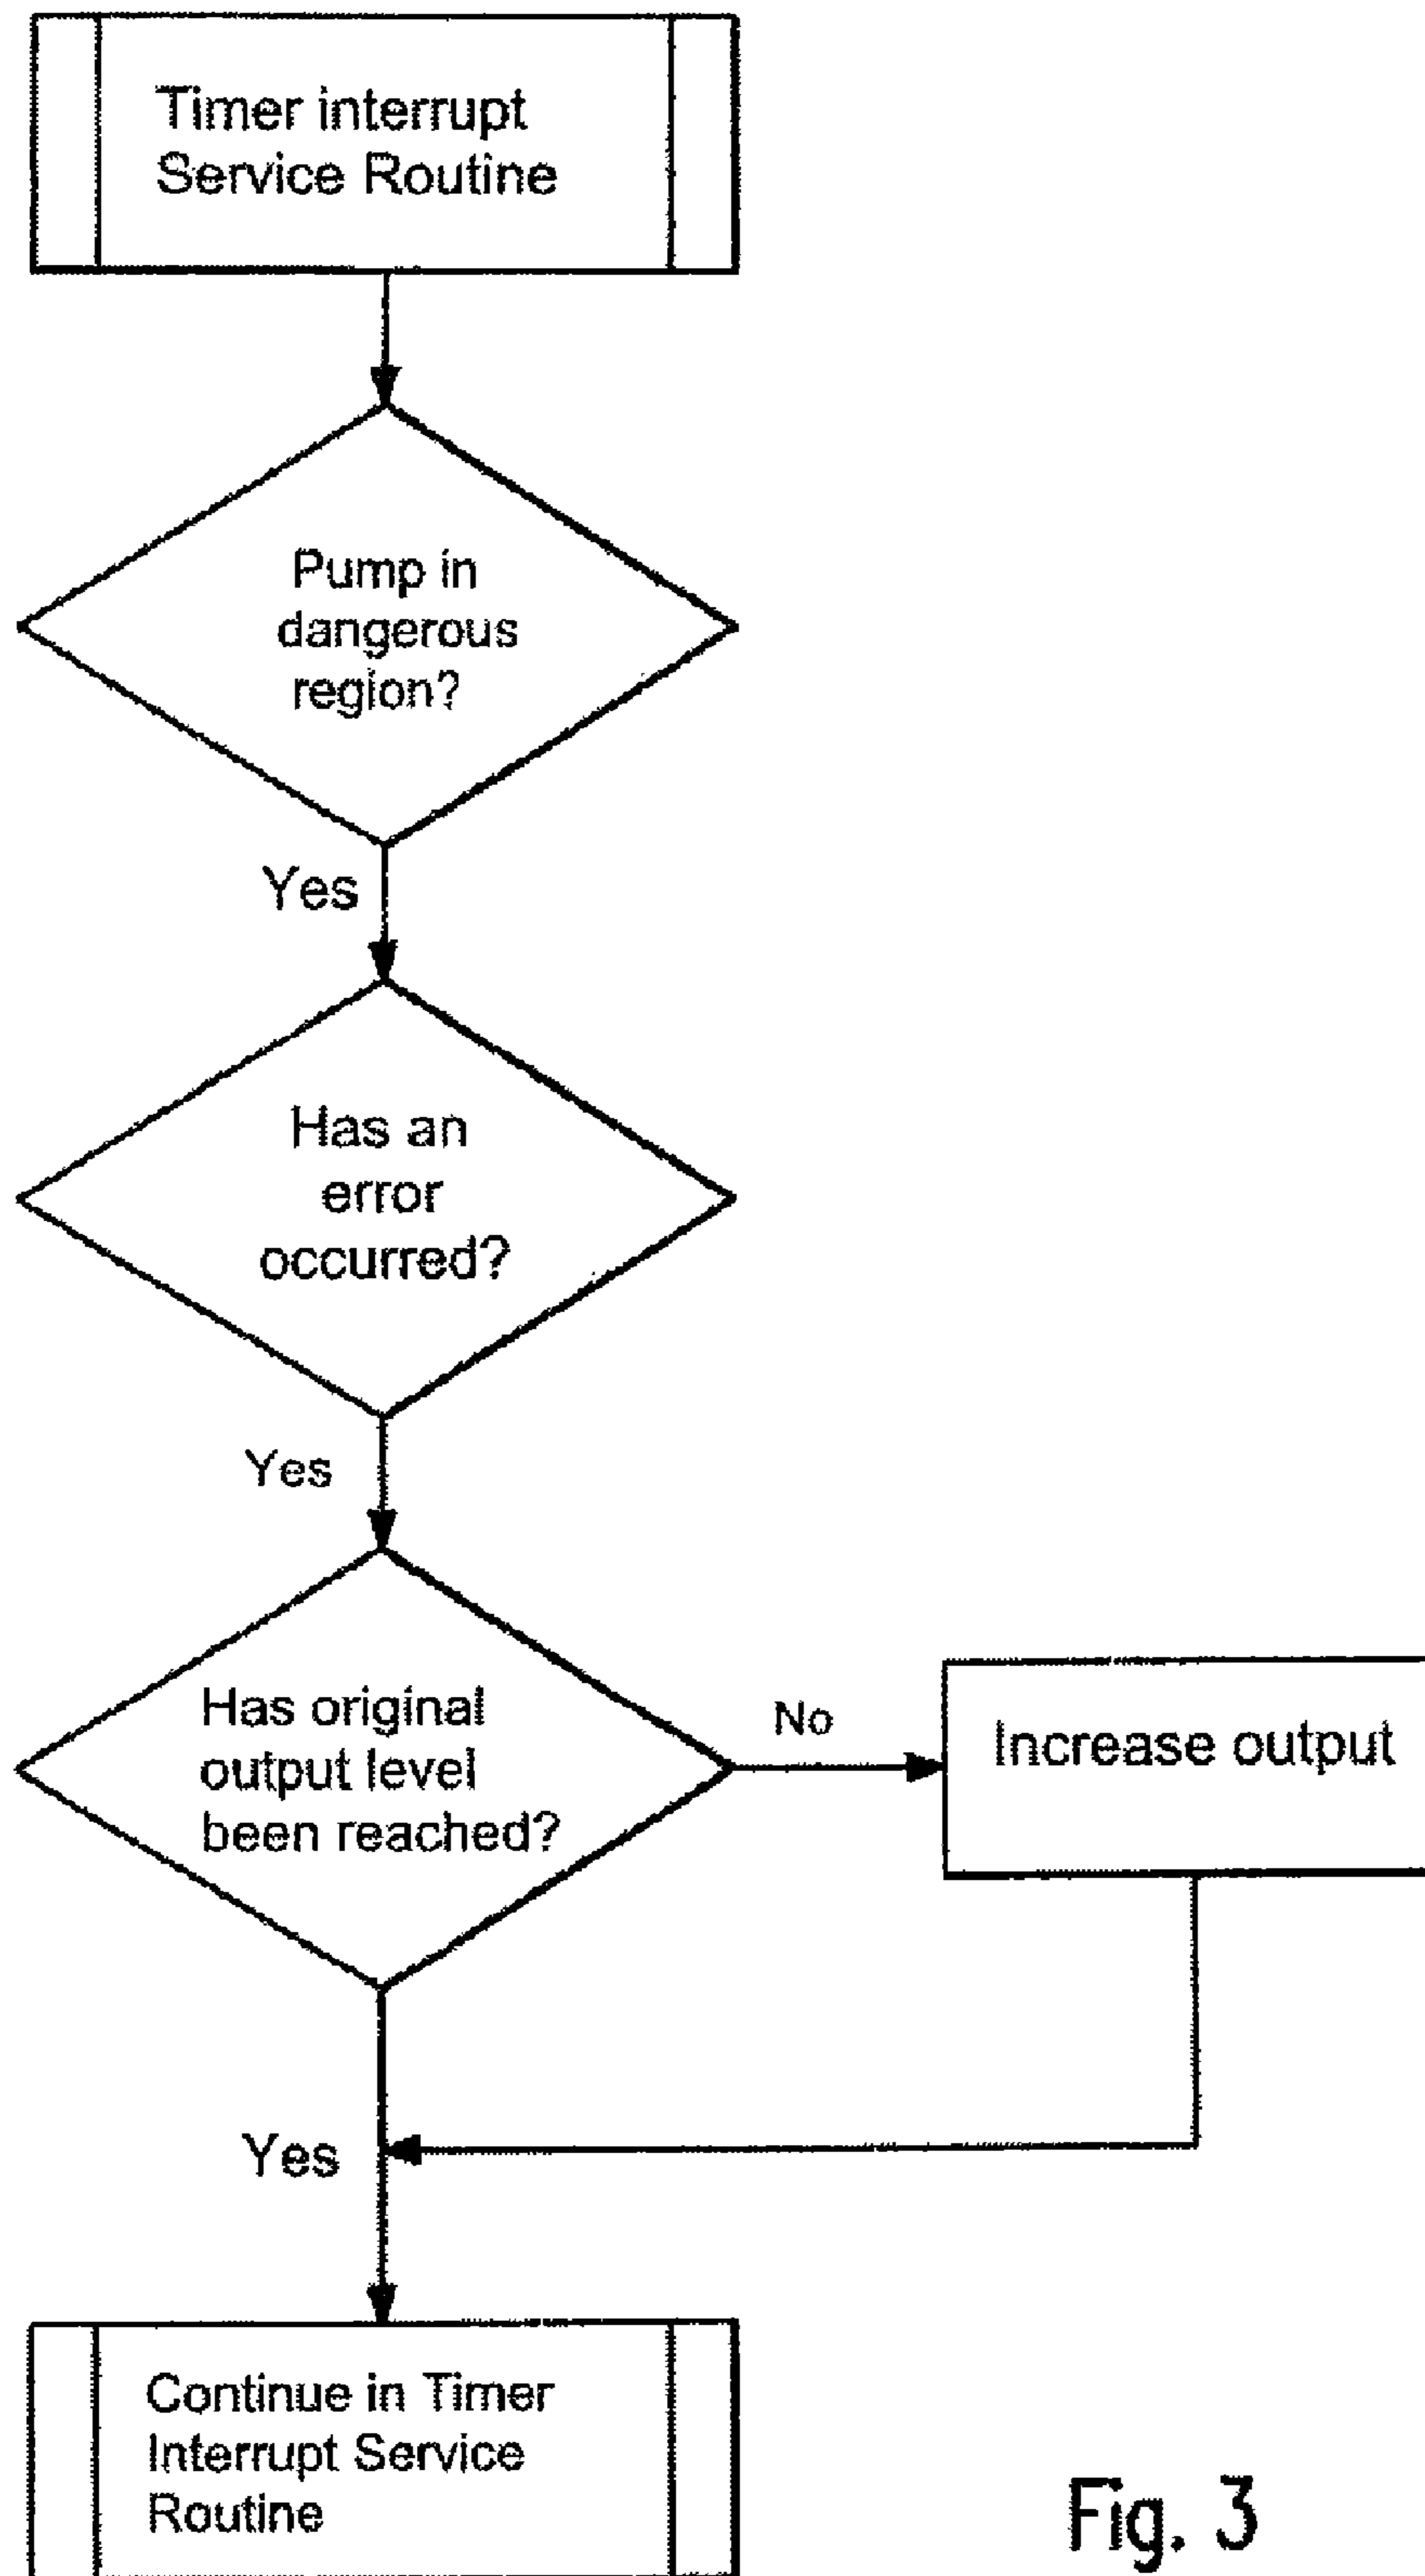 Timer interrupt
Service Routine
Pump in
dangerous
region?
Yes
Has an
error
occurred?
Yes
Has original
output level
been reached?
No
Increase output
Yes
Continue in Timer
Interrupt Service
Routine
Fig. 3